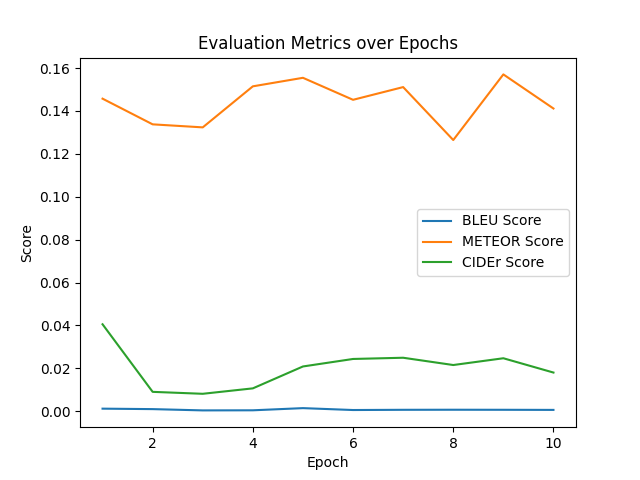 Evaluation Metrics over Epochs
0.16
0.14
0.12
0.10
0.08
0.06
0.04
0.02
0.00
Score
BLEU Score
METEOR Score
CIDEr Score
2 4 6 8 10
Epoch